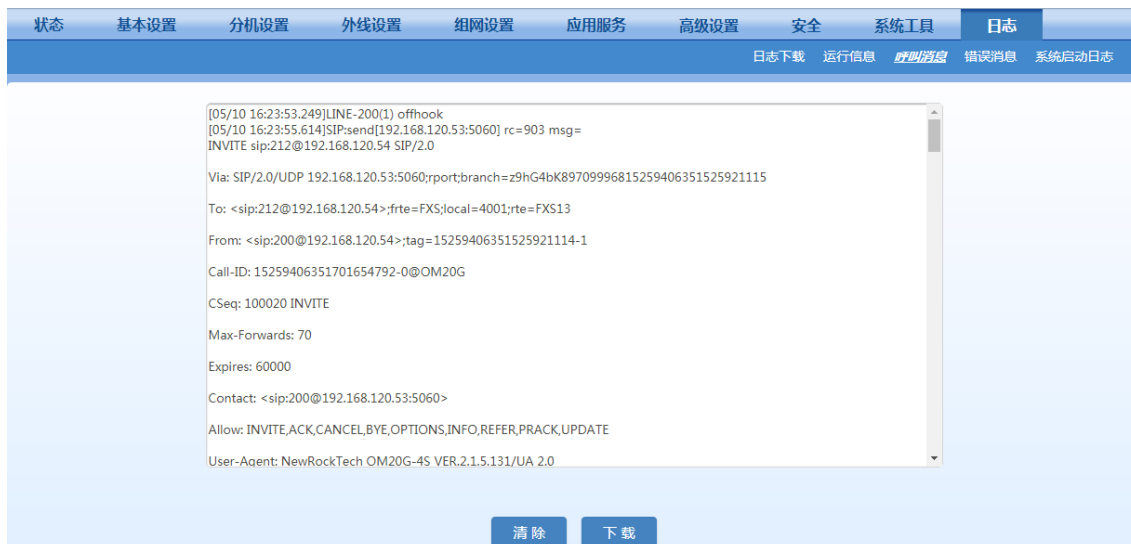 状态 基本设置 分机设置 外线设置 组网设置 应用服务 高级设置 安全 系统工具 日志
日志下载 运行信息 呼叫消息 错误消息 系统启动日志
[05/10 16:23:53.249]LINE-200(1) offhook
[05/10 16:23:55.614]SIP:send[192.168.120.53:5060] rc=903 msg=
INVITE sip:212@192.168.120.54 SIP/2.0
Via: SIP/2.0/UDP 192.168.120.53:5060;rport;branch=z9hG4bK89709996815259406351525921115
To: <sip:212@192.168.120.54>;frte=FXS;local=4001;rte=FXS13
From: <sip:200@192.168.120.54>;tag=15259406351525921114-1
Call-ID: 15259406351701654792-0@OM20G
CSeq: 100020 INVITE
Max-Forwards: 70
Expires: 60000
Contact: <sip:200@192.168.120.53:5060>
Allow: INVITE,ACK,CANCEL,BYE,OPTIONS,INFO,REFER,PRACK,UPDATE
User-Agent: NewRockTech OM20G-4S VER.2.1.5.131/UA 2.0
清除 下载